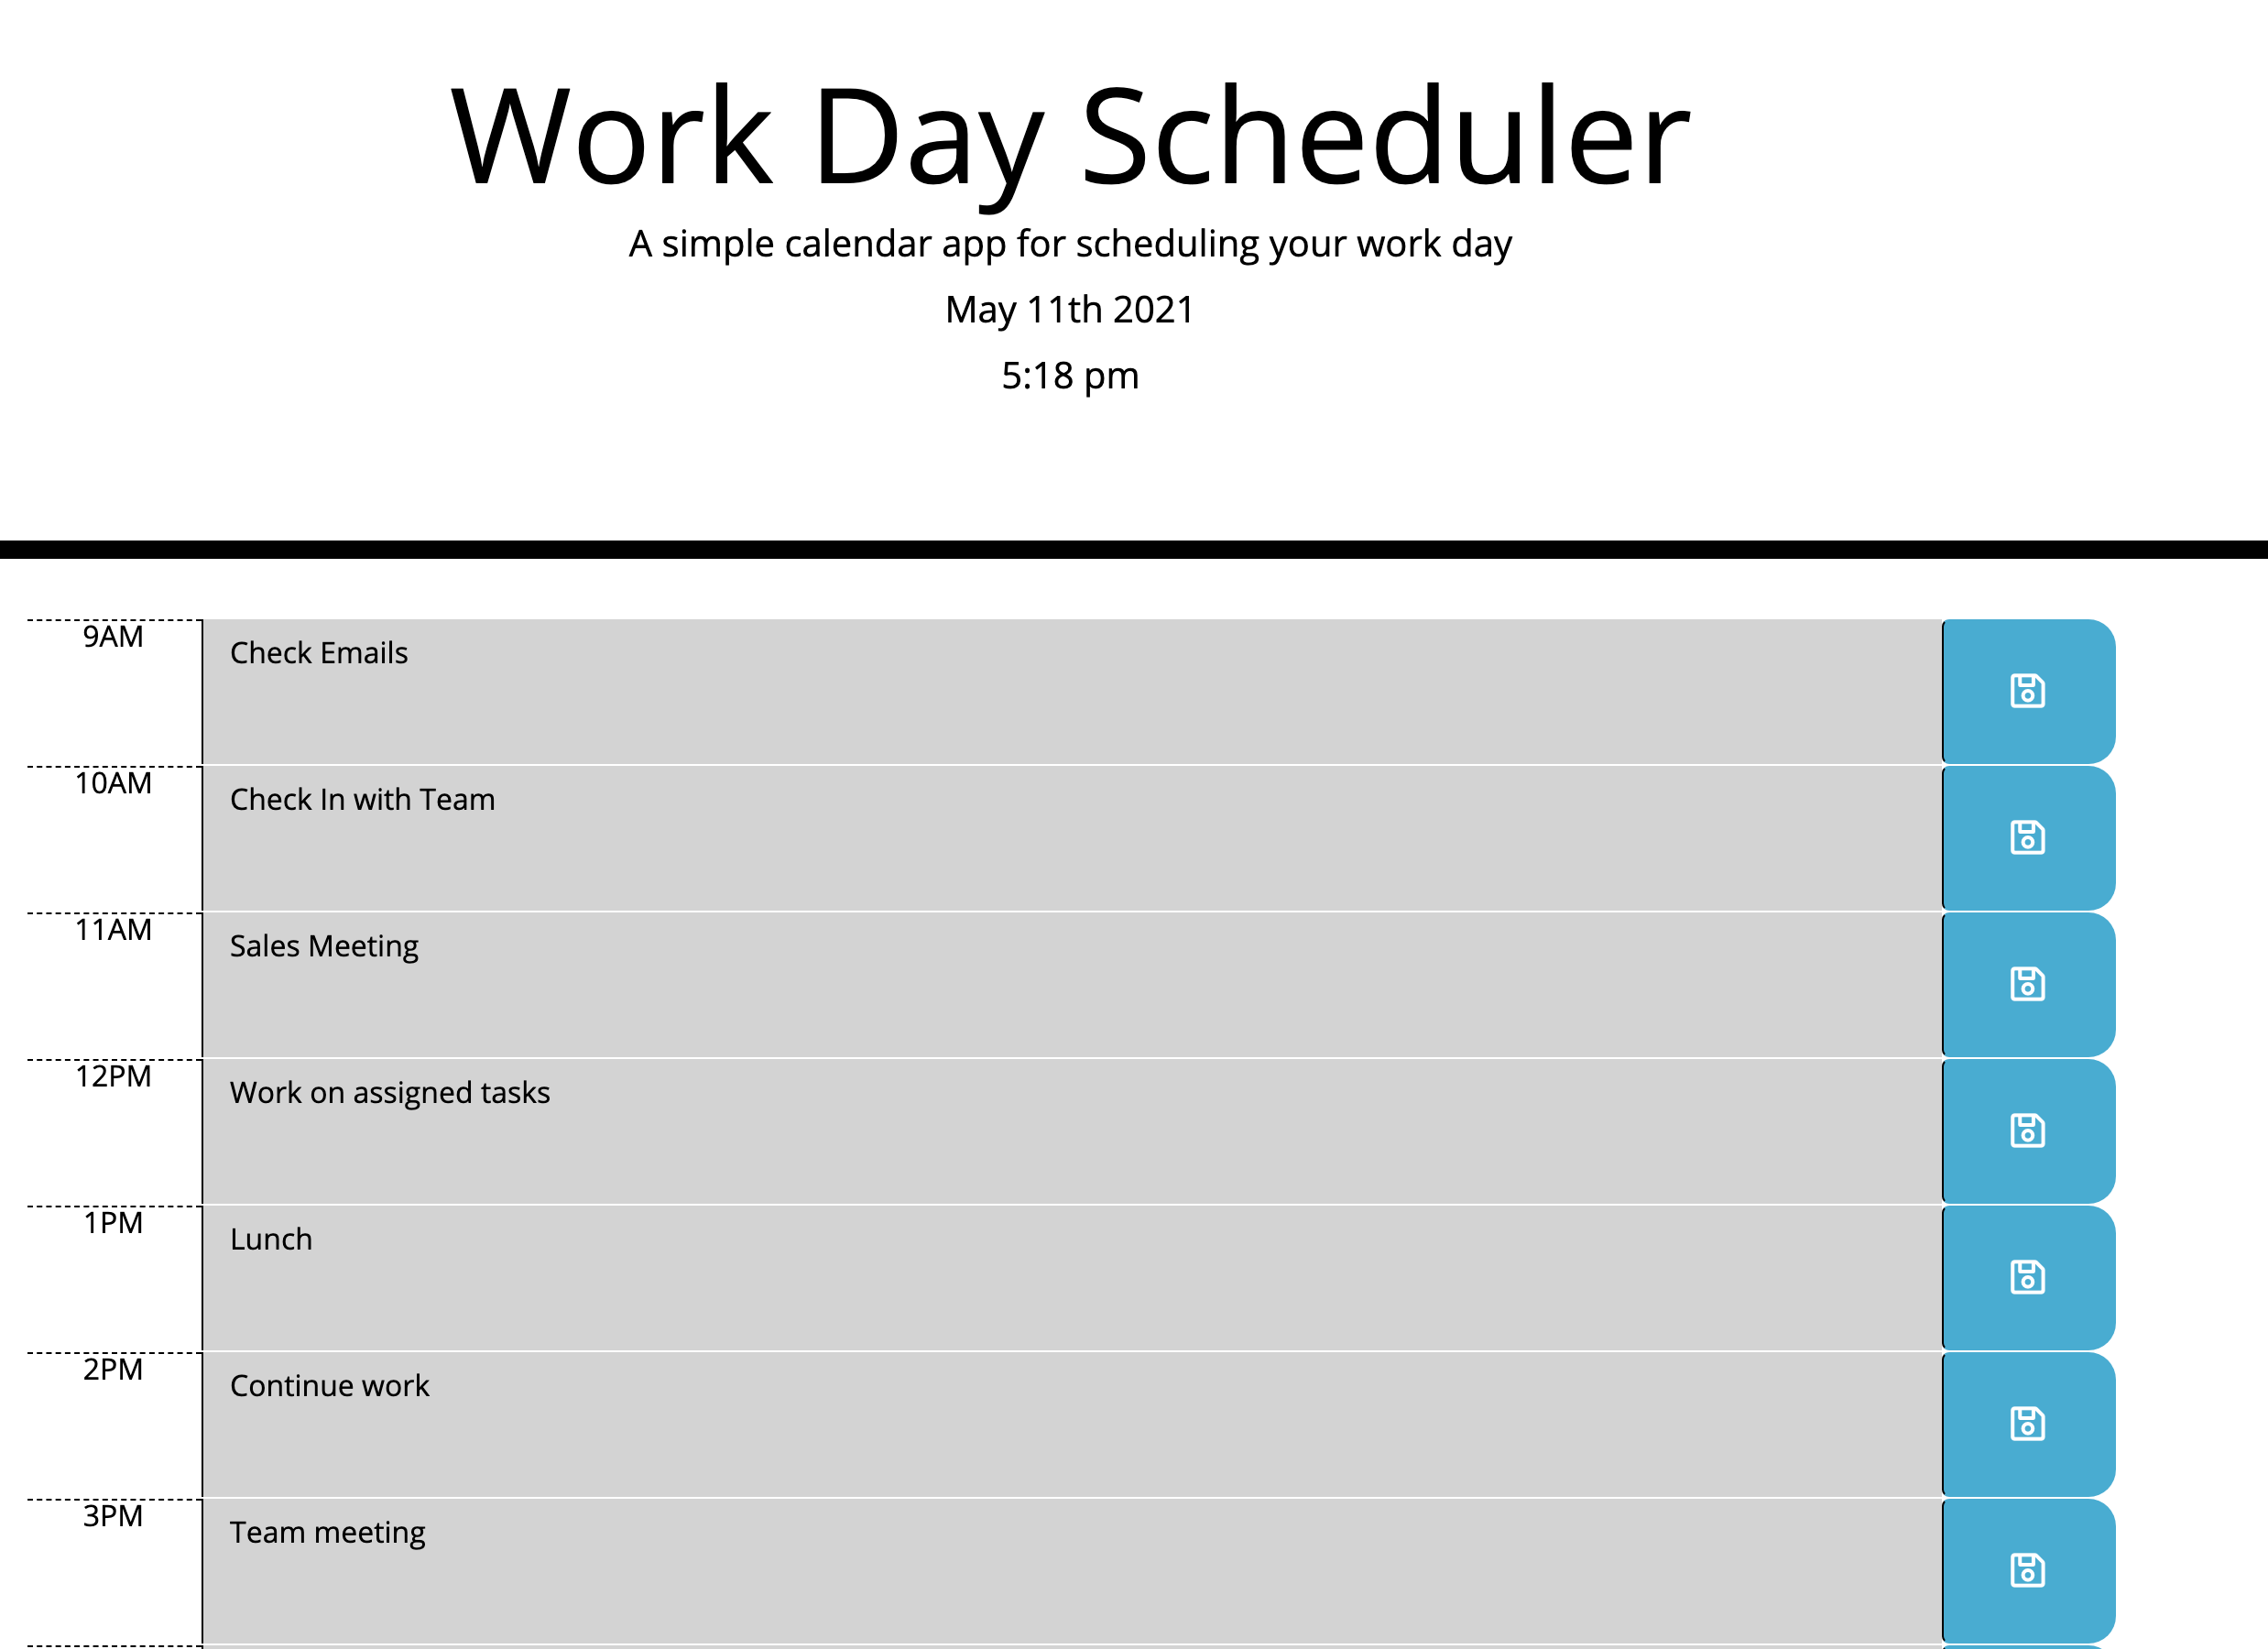 Work Day Scheduler
A simple calendar app for scheduling your work day
May 11th 2021
5:18 pm
9AM
Check Emails
10AM
Check In with Team
11AM
Sales Meeting
12PM
Work on assigned tasks
1PM
Lunch
2PM
Continue work
3PM
Team meeting